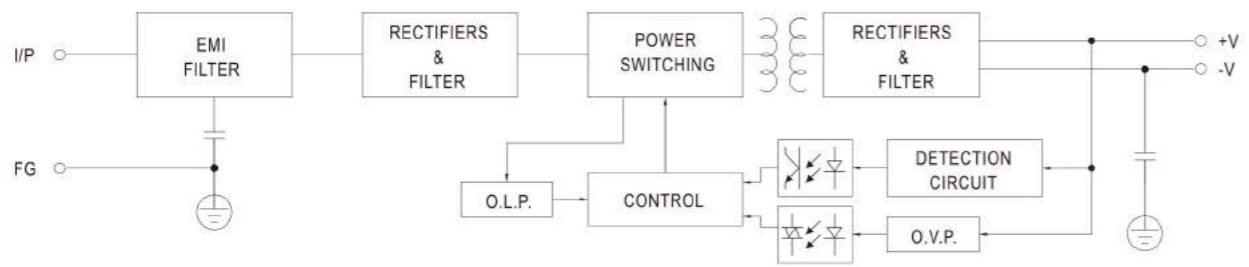 I/P
EMI
FILTER
RECTIFIERS
&
FILTER
POWER
SWITCHING
RECTIFIERS
&
FILTER
+V
-V
FG
O.L.P.
CONTROL
DETECTION
CIRCUIT
O.V.P.